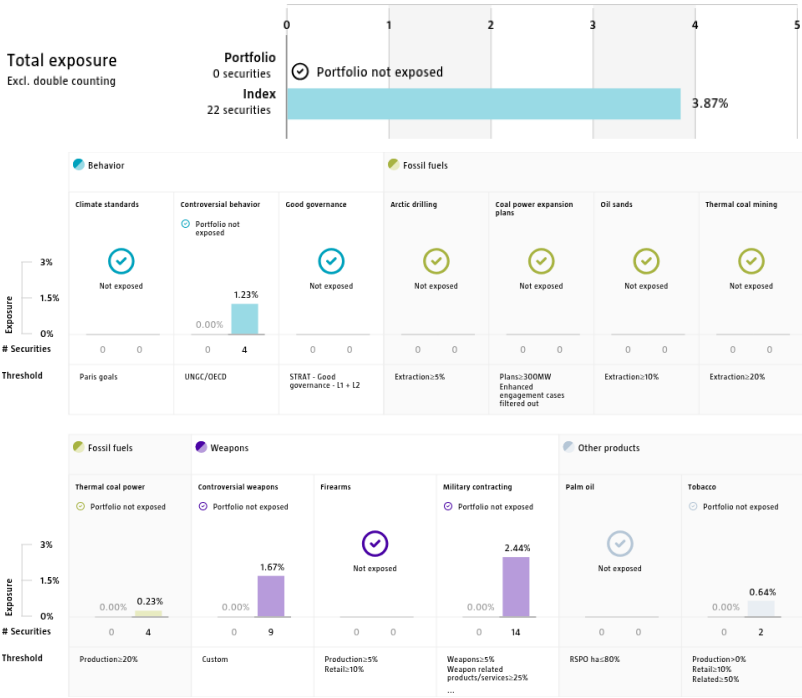 0 1 2 3 4 5
Total exposure
Excl. double counting
Portfolio
0 securities
Portfolio not exposed
Index
22 securities
3.87%
Behavior
Fossil fuels
Climate standards
Controversial behavior
Good governance
Arctic drilling
Coal power expansion
plans
Oil sands
Thermal coal mining
Portfolio not
exposed
Not exposed
Not exposed
Not exposed
Not exposed
Not exposed
Not exposed
Exposure
3%
1.5%
0%
0.00%
1.23%
# Securities
0 0 0 4 0 0 0 0 0 0 0 0 0 0
Threshold
Paris goals
UNGC/OECD
STRAT - Good
governance - L1 + L2
Extraction≥5%
Plans≥300MW
Enhanced
engagement cases
filtered out
Extraction≥10%
Extraction≥20%
Fossil fuels
Weapons
Other products
Thermal coal power
Controversial weapons
Firearms
Military contracting
Palm oil
Tobacco
Portfolio not exposed
Portfolio not exposed
Portfolio not exposed
Portfolio not exposed
Not exposed
Not exposed
Exposure
3%
1.5%
0%
0.00%
0.23%
0.00%
1.67%
0.00%
2.44%
0.00%
0.64%
# Securities
0 4 0 9 0 0 0 14 0 0 0 2
Threshold
Production≥20%
Custom
Production≥5%
Retail≥10%
Weapons≥5%
Weapon related
products/services≥25%
...
RSPO ha≤80%
Production>0%
Retail≥10%
Related≥50%